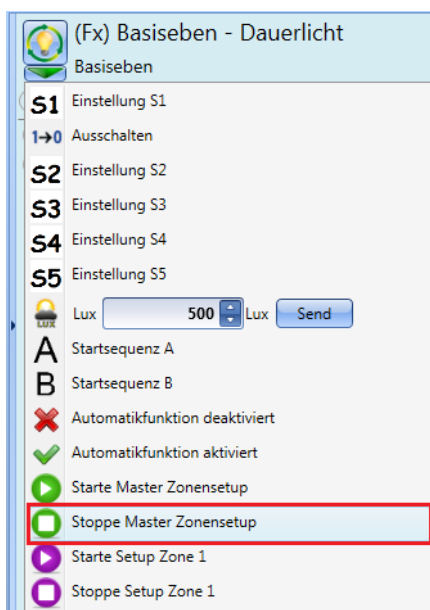 (Fx) Basiseben - Dauerlicht
Basiseben
S1 Einstellung S1
1→0 Ausschalten
S2 Einstellung S2
S3 Einstellung S3
S4 Einstellung S4
S5 Einstellung S5
LUX Lux 500 Lux Send
A Startsequenz A
B Startsequenz B
Automatikfunktion deaktiviert
Automatikfunktion aktiviert
Starte Master Zonensetup
Stoppe Master Zonensetup
Starte Setup Zone 1
Stoppe Setup Zone 1